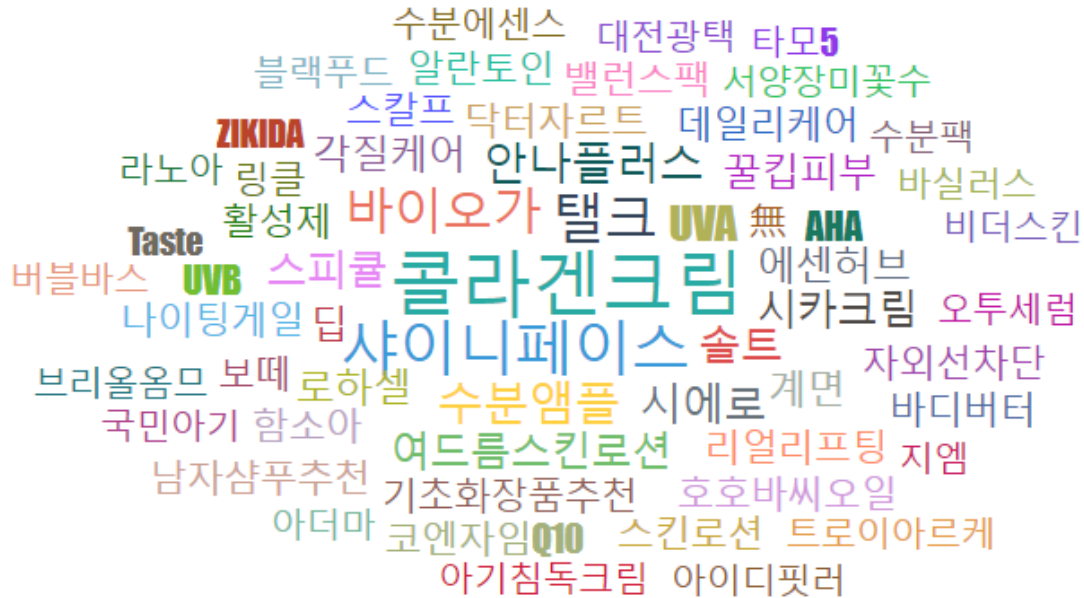 수분에센스 대전광택 타모5
블랙푸드 알란토인 밸런스팩 서양장미꽃수
스칼프 닥터자르트 데일리케어 수분팩
ZIKIDA 각질케어 안나플러스 꿀킵피부
라노아 링클 바실러스
활성제 바이오가 탤크 UVA 無 AHA 비더스킨
Taste
버블바스 UVB 스피큘 콜라겐크림 에센허브
나이팅게일 딥 시카크림 오투세럼
샤이니페이스 솔트 자외선차단
브리올옴므 보떼 로하셀 수분앰플 시에로 계면 바디버터
국민아기 함소아
여드름스킨로션 리얼리프팅 지엠
남자샴푸추천 기초화장품추천 호호바씨오일
아더마 코엔자임Q10 스킨로션 트로이아르케
아기침독크림 아이디핏러